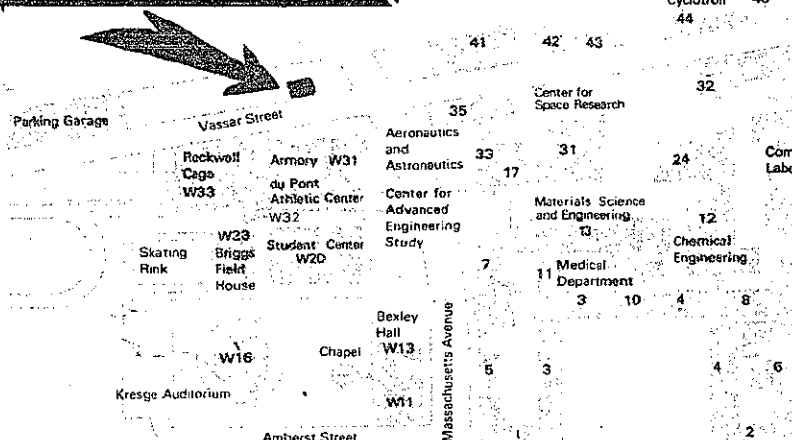 Cyclotron
44
41
42
43
32
Center for
Space Research
35
Parking Garage
Vassar Street
Aeronautics
and
Astronautics
33
17
31
24
Rockwell
Cage
W33
Armory W31
du Pont
Athletic Center
W32
Center for
Advanced
Engineering
Study
Materials Science
and Engineering
13
12
Chemical
Engineering
Skating
Rink
W23
Briggs
Field
House
Student Center
W20
7
11
Medical
Department
3
10
4
8
Bexley
Hall
W13
Massachusetts Avenue
W16
Chapel
5
3
4
6
Kresge Auditorium
W11
Amherst Street
1
2